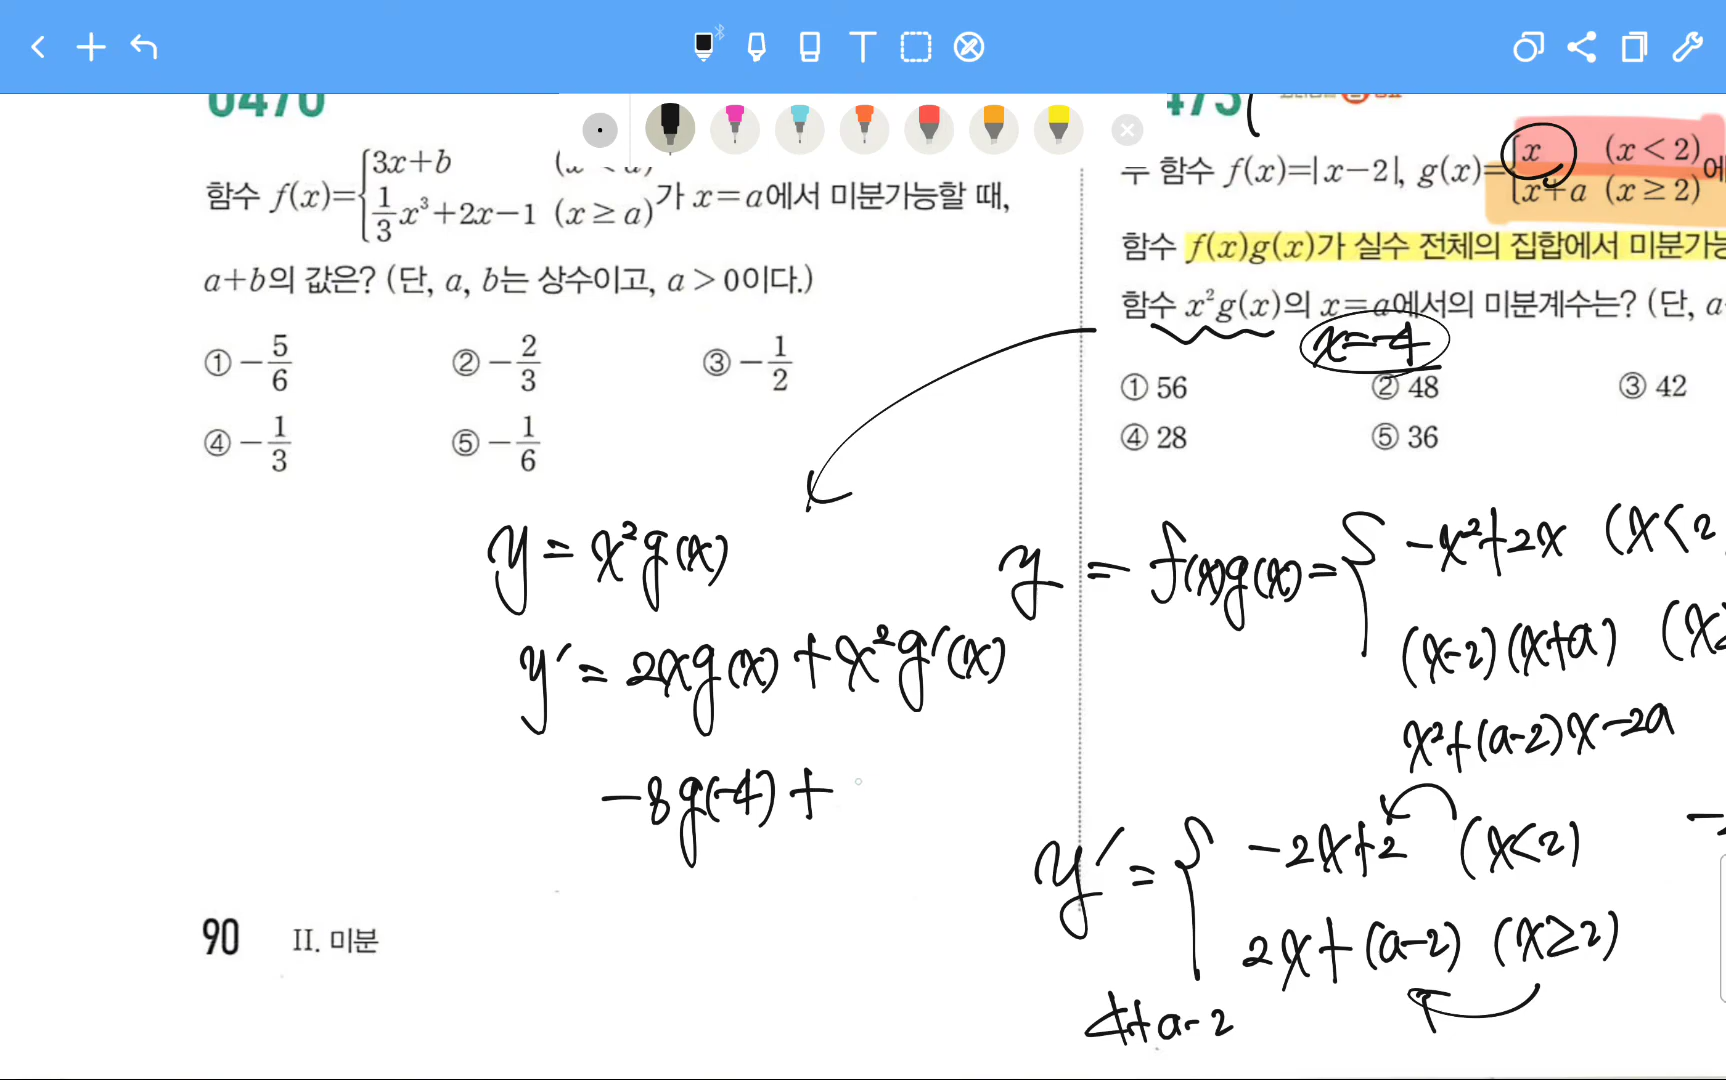 0470
함수 f(x)={3x+b
1/3 x³+2x-1 (x≥a) 가 x=a에서 미분가능할 때,
a+b의 값은? (단, a, b는 상수이고, a>0이다.)
① -5/6 ② -2/3 ③ -1/2
④ -1/3 ⑤ -1/6
y = x²g(x)
y′ = 2xg(x) + x²g′(x)
-8g(-4) +
90 II. 미분
473
두 함수 f(x)=|x-2|, g(x)={x (x<2)
x+a (x≥2) 에
함수 f(x)g(x)가 실수 전체의 집합에서 미분가능
함수 x²g(x)의 x=a에서의 미분계수는? (단, a
x=-4
① 56 ② 48 ③ 42
④ 28 ⑤ 36
y = f(x)g(x) = { -x²+2x (x<2
(x-2)(x+a) (x≥
x²+(a-2)x-2a
y′ = { -2x+2 (x<2)
2x+(a-2) (x≥2)
4+a-2